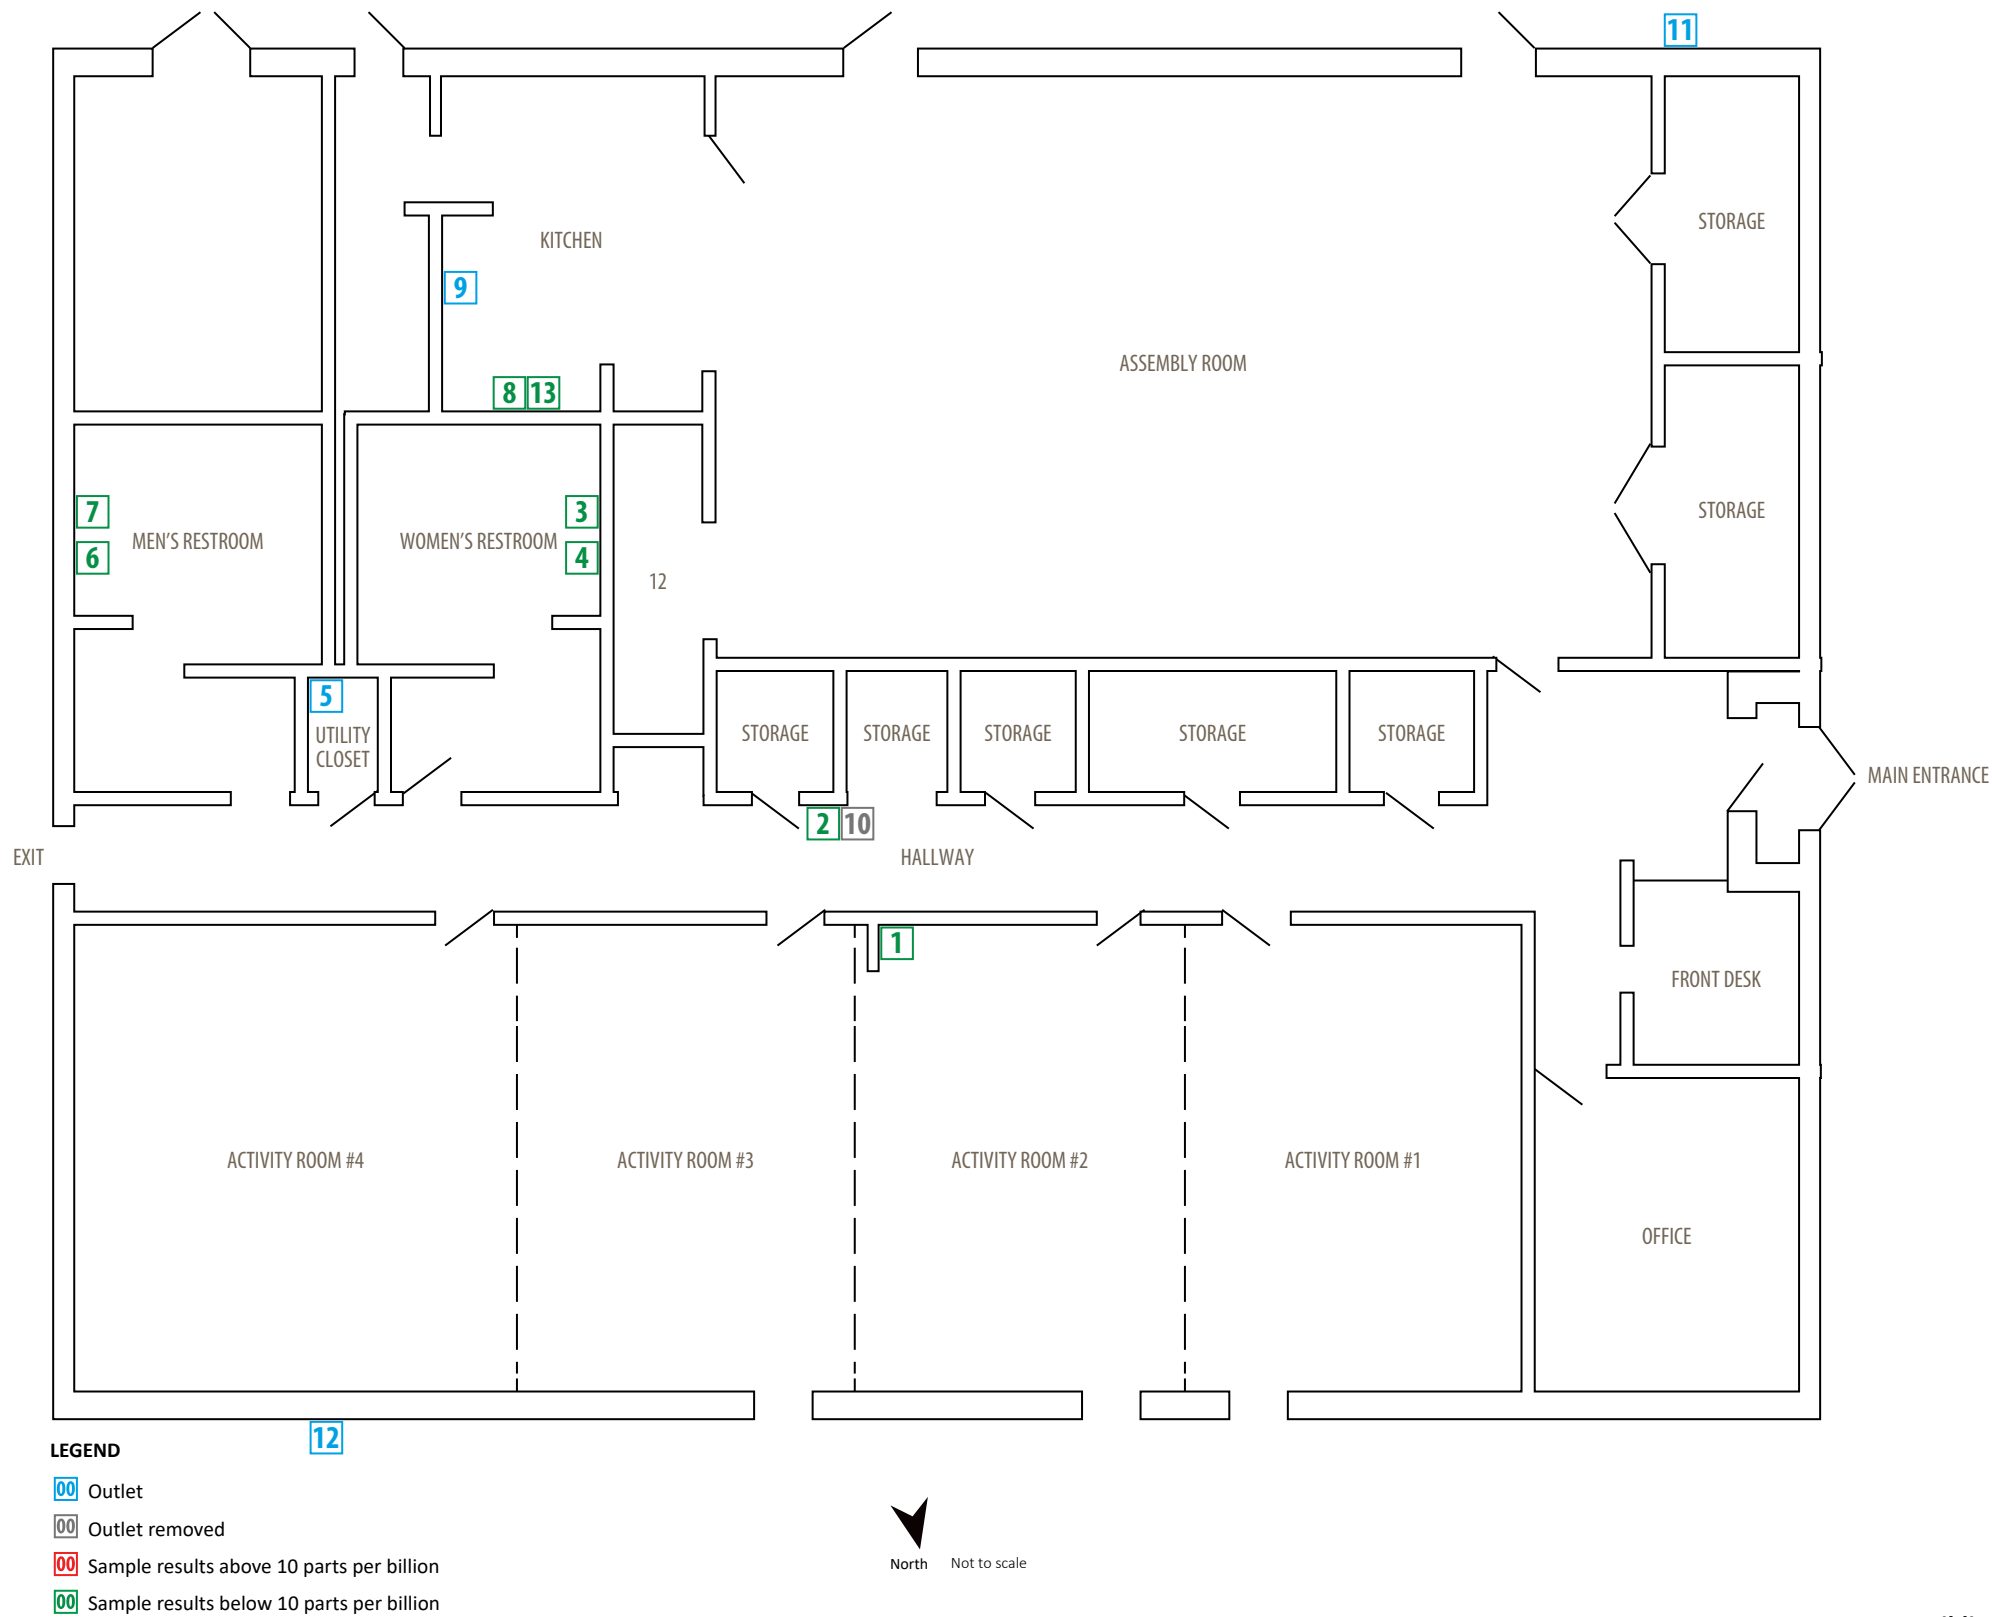 11
STORAGE
KITCHEN
9
ASSEMBLY ROOM
8 13
7
3
STORAGE
MEN'S RESTROOM
WOMEN'S RESTROOM
6
4
12
5
UTILITY
CLOSET
STORAGE
STORAGE
STORAGE
STORAGE
STORAGE
MAIN ENTRANCE
2 10
EXIT
HALLWAY
1
FRONT DESK
ACTIVITY ROOM #4
ACTIVITY ROOM #3
ACTIVITY ROOM #2
ACTIVITY ROOM #1
OFFICE
12
LEGEND
00 Outlet
00 Outlet removed
00 Sample results above 10 parts per billion
00 Sample results below 10 parts per billion
North Not to scale